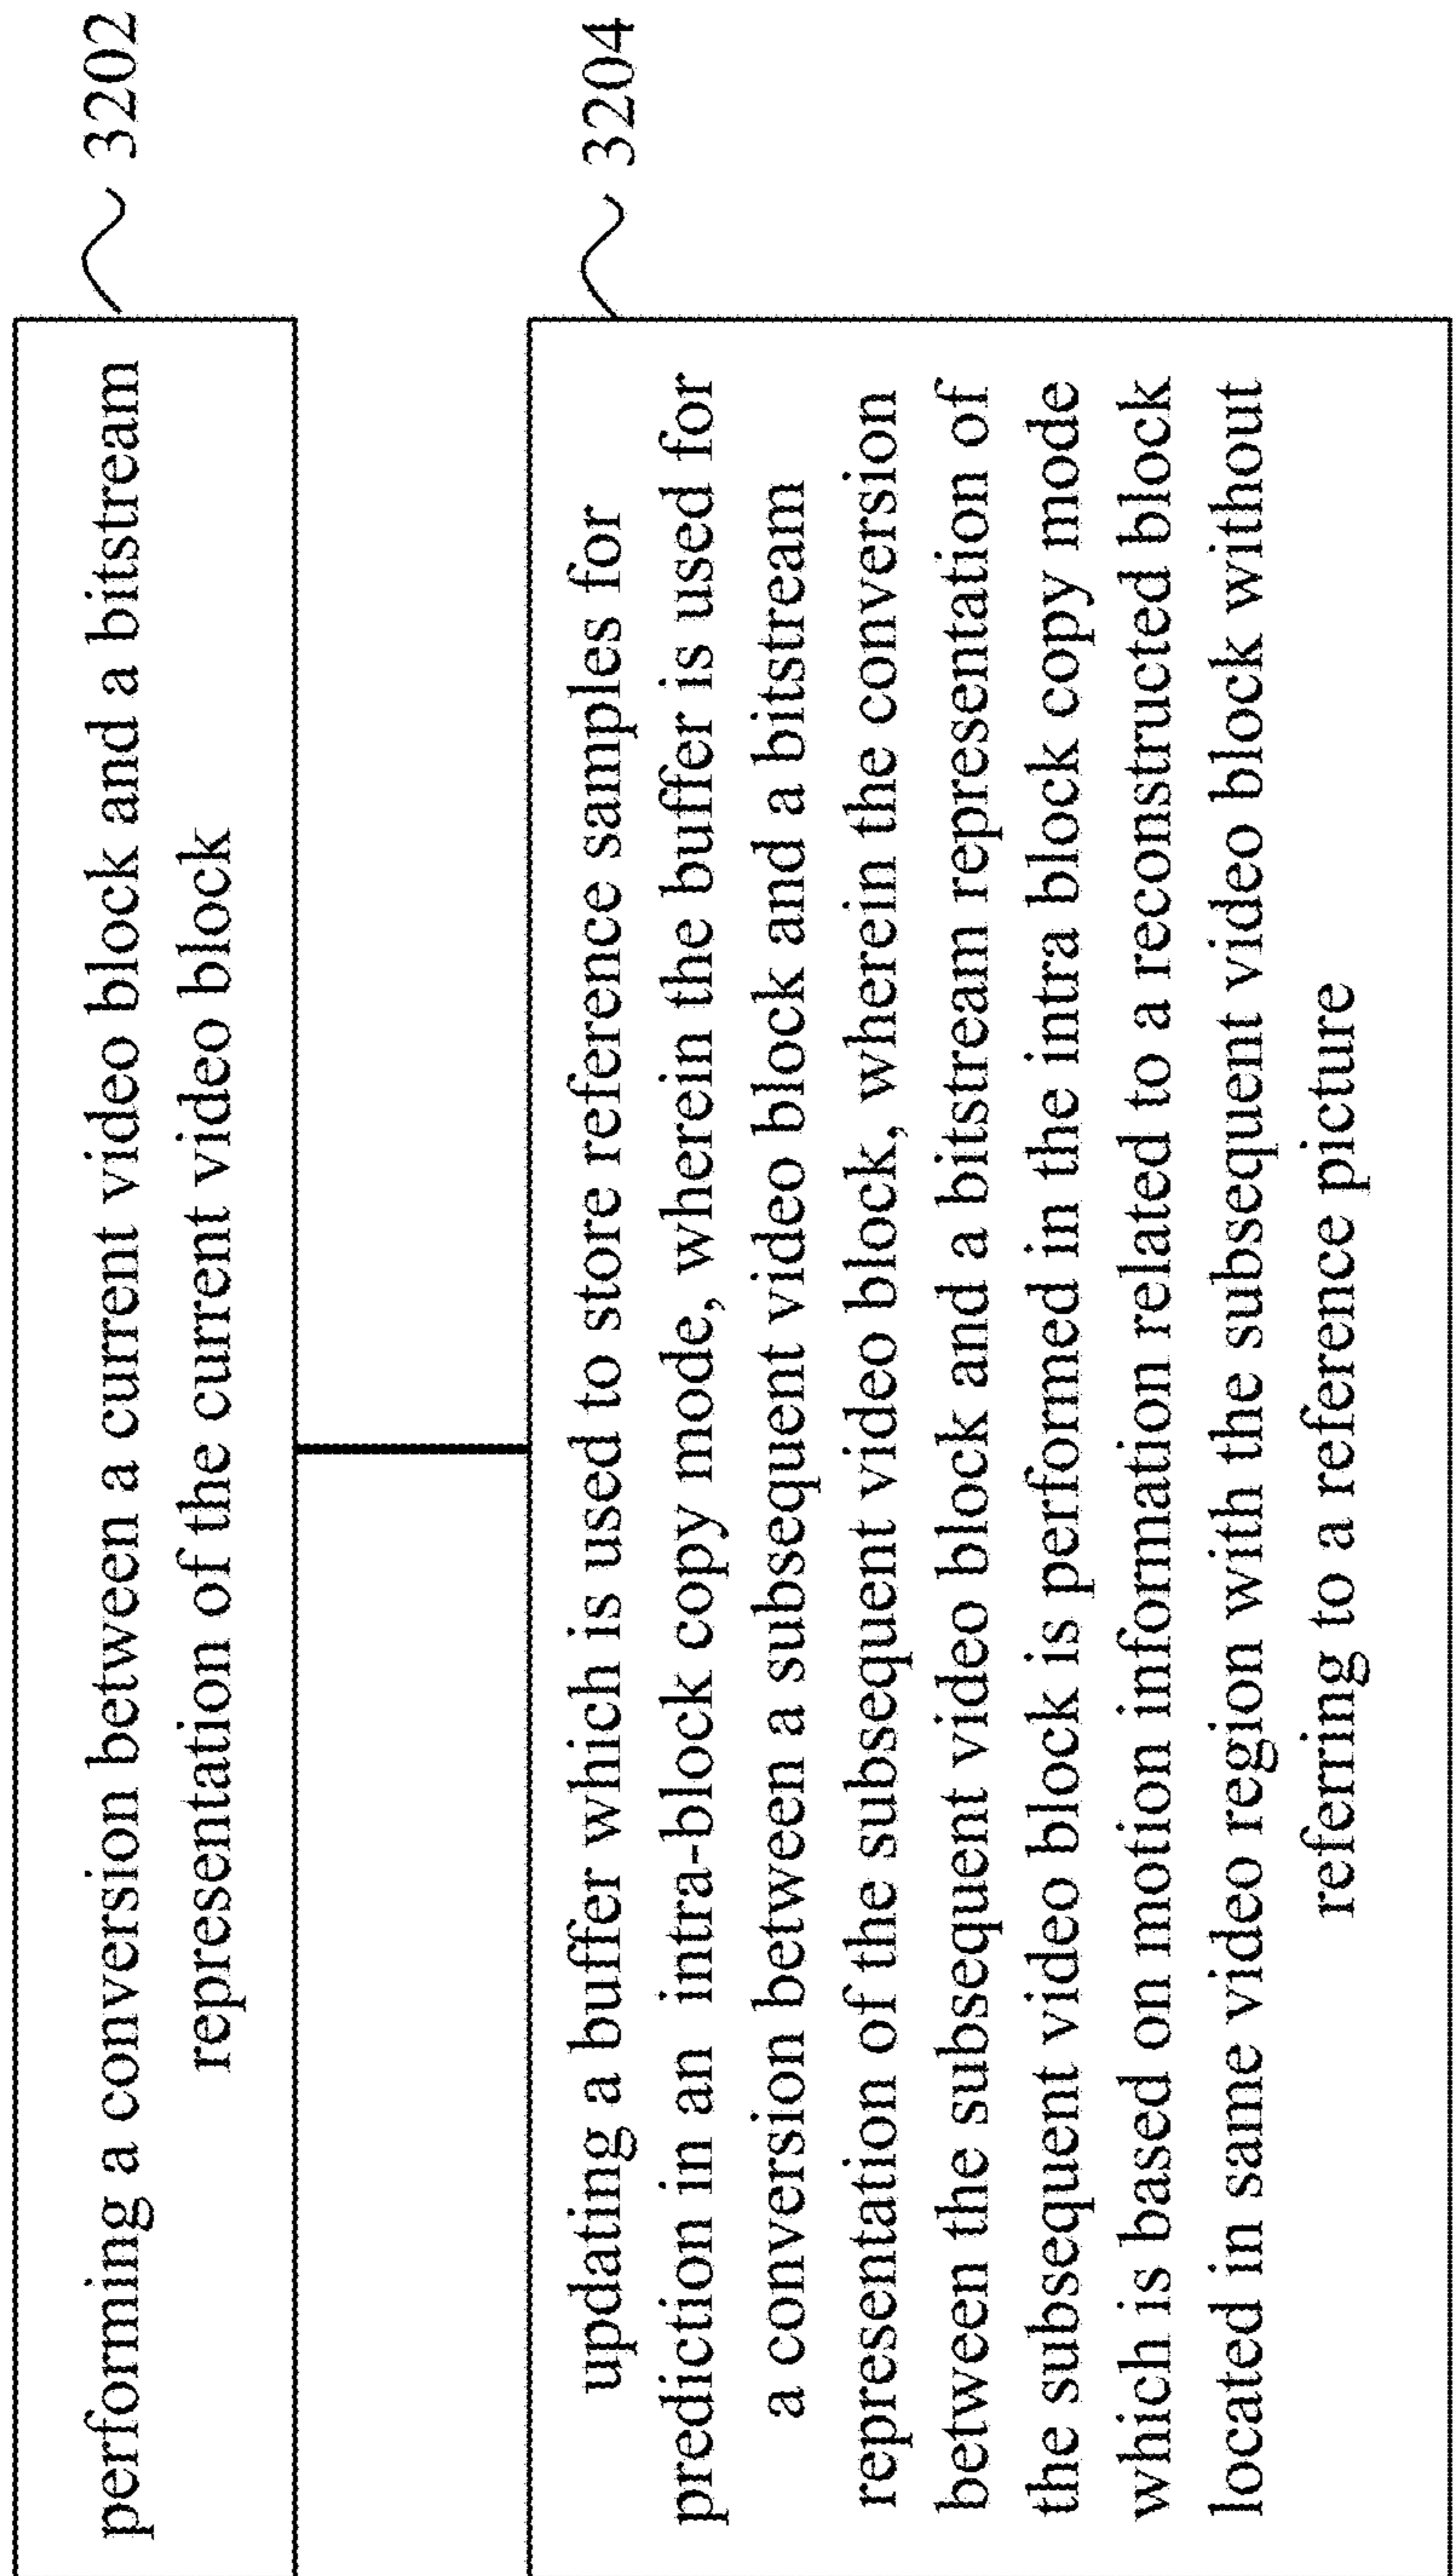 performing a conversion between a current video block and a bitstream
representation of the current video block
3202
updating a buffer which is used to store reference samples for
prediction in an intra-block copy mode, wherein the buffer is used for
a conversion between a subsequent video block and a bitstream
representation of the subsequent video block, wherein the conversion
between the subsequent video block and a bitstream representation of
the subsequent video block is performed in the intra block copy mode
which is based on motion information related to a reconstructed block
located in same video region with the subsequent video block without
referring to a reference picture
3204